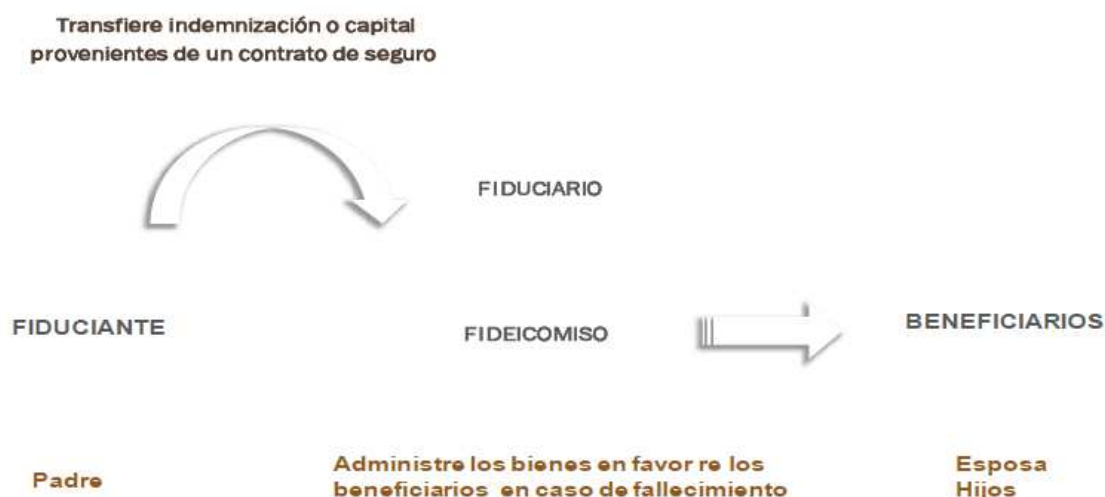 Transfiere indemnización o capital
provenientes de un contrato de seguro
FIDUCIARIO
FIDUCIANTE
FIDEICOMISO
BENEFICIARIOS
Padre
Administre los bienes en favor re los
beneficiarios en caso de fallecimiento
Esposa
Hijos